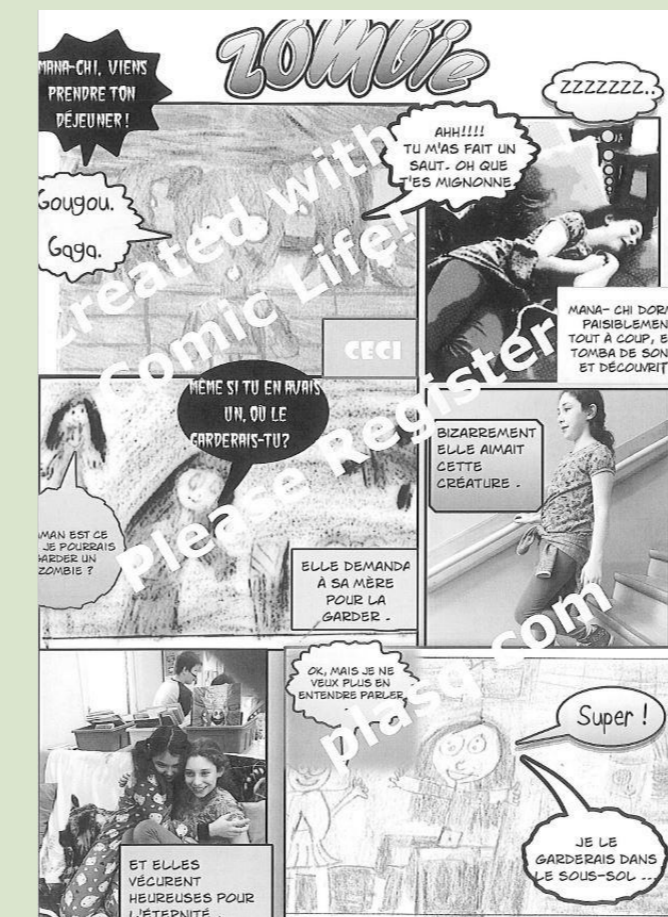 ZOMBIE
MANA-CHI, VIENS
PRENDRE TON
DÉJEUNER!
Gougou.
Gaga.
AHH!!!!
TU M'AS FAIT UN
SAUT. OH QUE
T'ES MIGNONNE.
CECI
ZZZZZZZ..
MANA-CHI DORM
PAISIBLEMEN
TOUT À COUP, E
TOMBA DE SON
ET DÉCOUVRIT
MÊME SI TU EN AVAIS
UN, OÙ LE
GARDERAIS-TU?
MAN EST CE
JE POURRAIS
GARDER UN
ZOMBIE ?
ELLE DEMANDA
À SA MÈRE
POUR LA
GARDER.
BIZARREMENT
ELLE AIMAIT
CETTE
CRÉATURE.
ET ELLES
VÉCURENT
HEUREUSES POUR
L'ÉTERNITÉ.
OK, MAIS JE NE
VEUX PLUS EN
ENTENDRE PARLER
Super !
JE LE
GARDERAIS DANS
LE SOUS-SOL ...
Created with
Comic Life!
Please Register
plasq.com